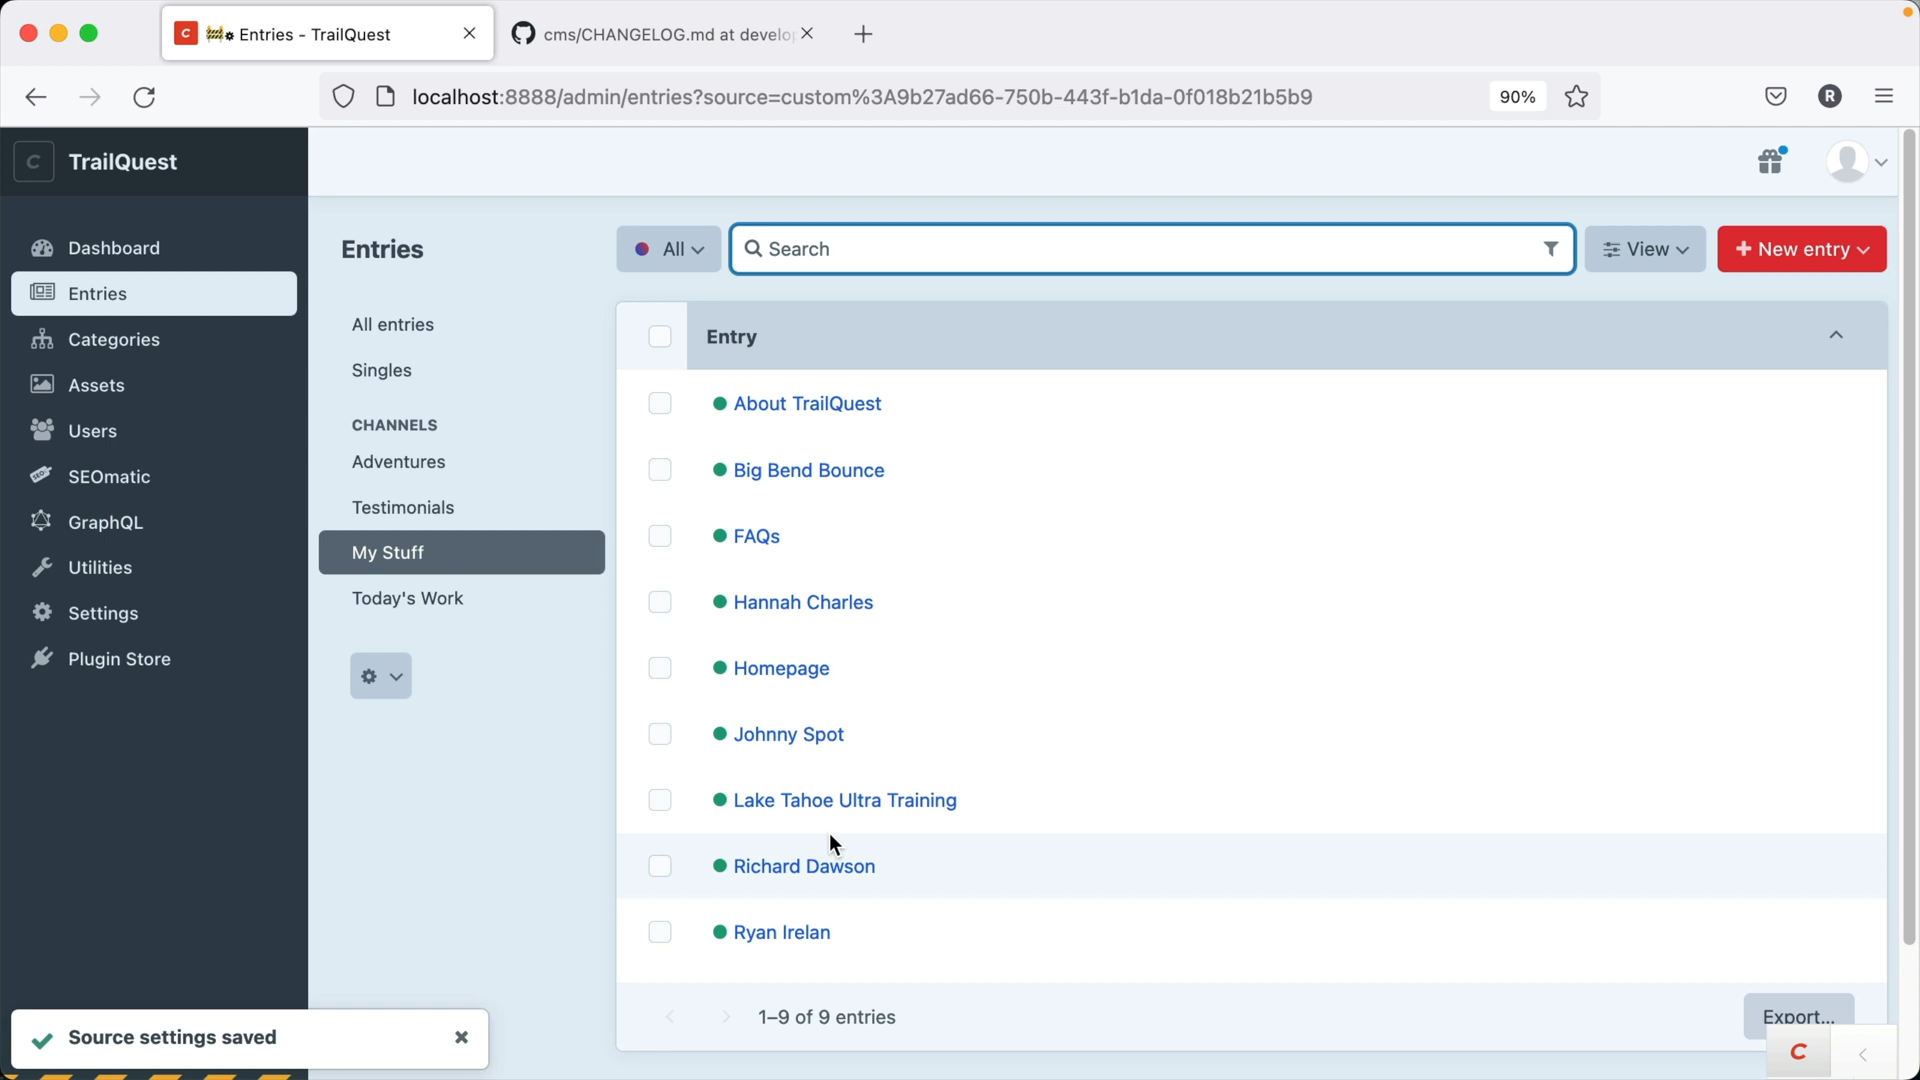 Entries - TrailQuest
cms/CHANGELOG.md at develo
localhost:8888/admin/entries?source=custom%3A9b27ad66-750b-443f-b1da-0f018b21b5b9
90%
R
C TrailQuest
Dashboard
Entries
Categories
Assets
Users
SEOmatic
GraphQL
Utilities
Settings
Plugin Store
Entries
All entries
Singles
CHANNELS
Adventures
Testimonials
My Stuff
Today's Work
All
Search
View
+ New entry
Entry
About TrailQuest
Big Bend Bounce
FAQs
Hannah Charles
Homepage
Johnny Spot
Lake Tahoe Ultra Training
Richard Dawson
Ryan Irelan
1–9 of 9 entries
Export...
C
Source settings saved